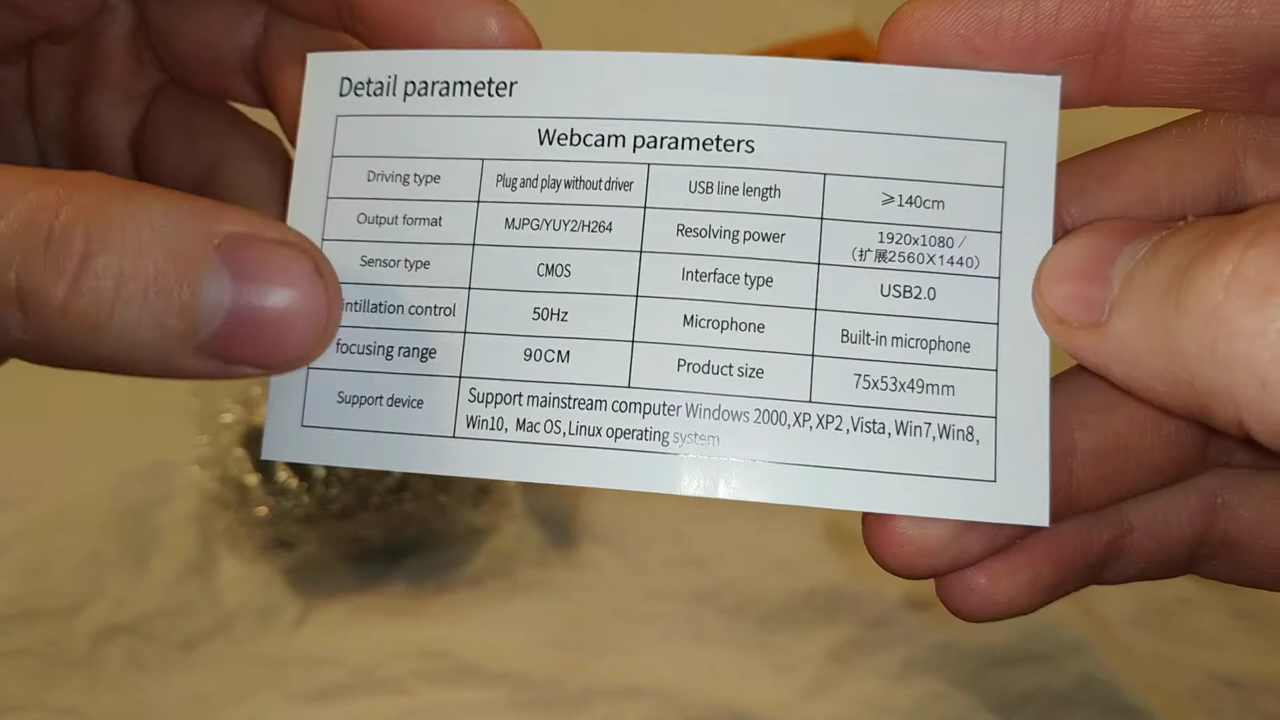 Detail parameter
Webcam parameters
Driving type Plug and play without driver USB line length ≥140cm
Output format MJPG/YUY2/H264 Resolving power 1920x1080 /
(扩展2560X1440)
Sensor type CMOS Interface type USB2.0
control 50Hz Microphone Built-in microphone
focusing range 90CM Product size 75x53x49mm
Support device Support mainstream computer Windows 2000,XP,XP2,Vista,Win7,Win8,
Win10, Mac OS,Linux operating system